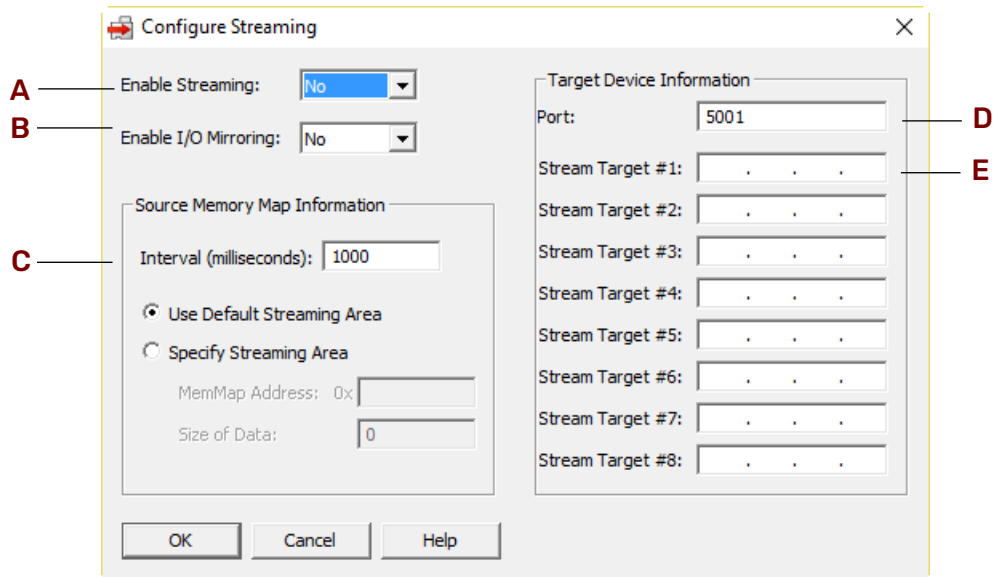 Configure Streaming
A
Enable Streaming: No
B
Enable I/O Mirroring: No
Source Memory Map Information
C
Interval (milliseconds): 1000
Use Default Streaming Area
Specify Streaming Area
MemMap Address: 0x
Size of Data: 0
Target Device Information
Port: 5001
D
Stream Target #1: . . .
E
Stream Target #2: . . .
Stream Target #3: . . .
Stream Target #4: . . .
Stream Target #5: . . .
Stream Target #6: . . .
Stream Target #7: . . .
Stream Target #8: . . .
OK Cancel Help